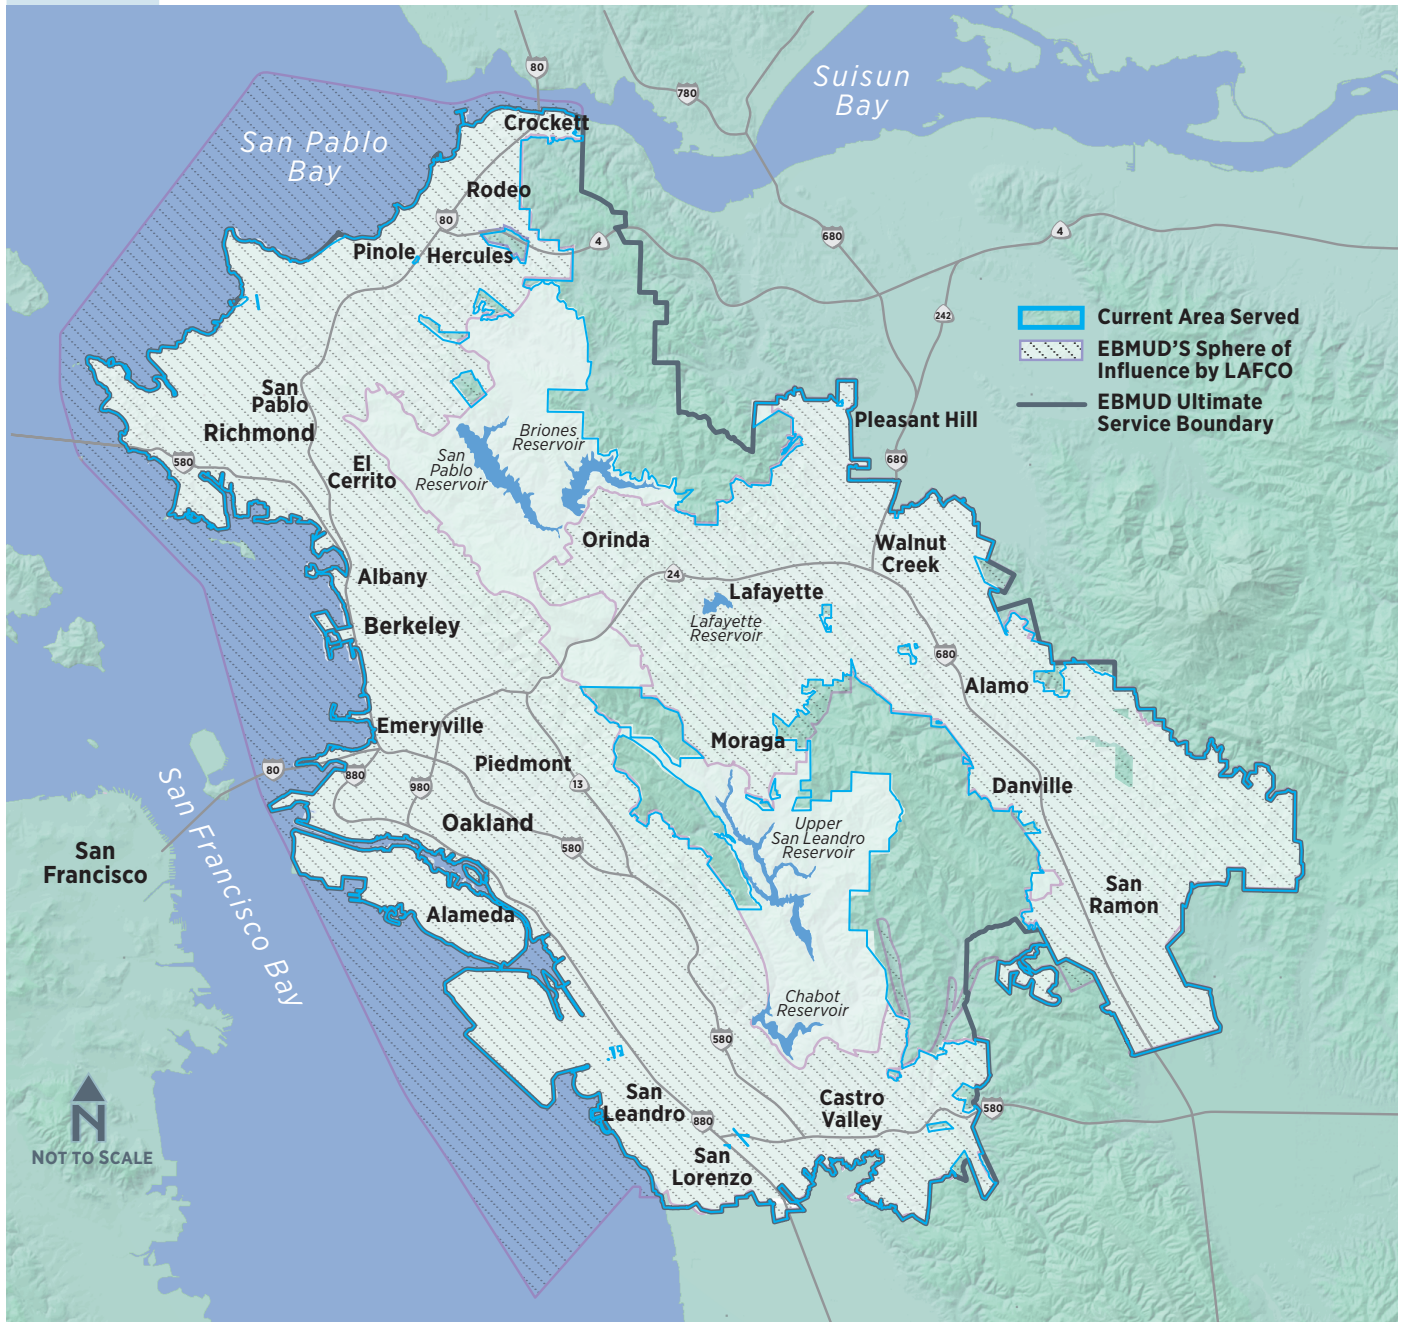 80
780
Suisun
Bay
Crockett
San Pablo
Bay
Rodeo
80
4
680
4
Pinole
Hercules
242
Current Area Served
EBMUD'S Sphere of
Influence by LAFCO
EBMUD Ultimate
Service Boundary
San
Pablo
Richmond
Pleasant Hill
Briones
Reservoir
San
Pablo
Reservoir
580
El
Cerrito
680
Orinda
Walnut
Creek
Albany
24
Lafayette
Lafayette
Reservoir
Berkeley
680
Alamo
Emeryville
Moraga
Piedmont
80
880
980
13
Danville
San Francisco Bay
Oakland
580
Upper
San Leandro
Reservoir
San
Francisco
San
Ramon
Alameda
Chabot
Reservoir
580
San
Leandro
Castro
Valley
580
880
San
Lorenzo
N
NOT TO SCALE